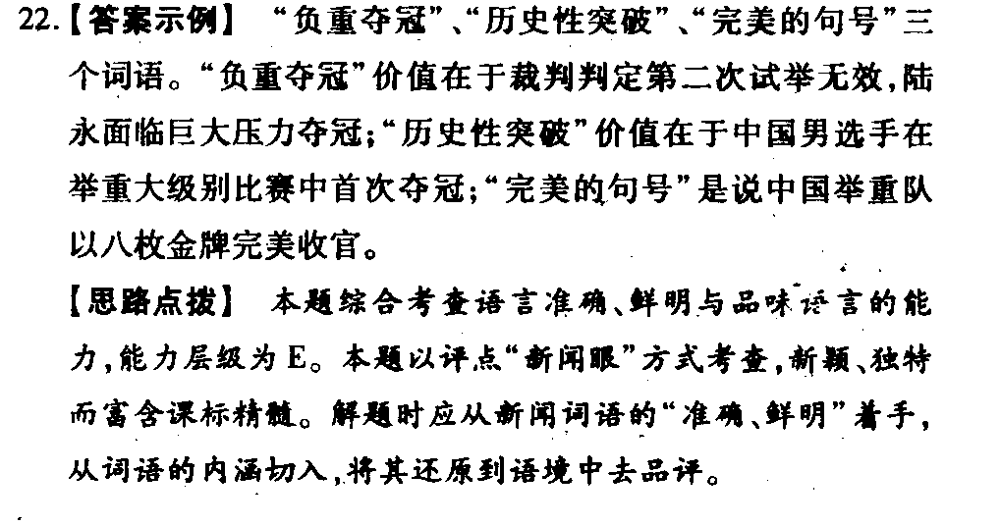 22.【答案示例】 “负重夺冠”、“历史性突破”、“完美的句号”三
个词语。“负重夺冠”价值在于裁判判定第二次试举无效,陆
永面临巨大压力夺冠;“历史性突破”价值在于中国男选手在
举重大级别比赛中首次夺冠;“完美的句号”是说中国举重队
以八枚金牌完美收官。
【思路点拨】 本题综合考查语言准确、鲜明与品味语言的能
力,能力层级为E。本题以评点“新闻眼”方式考查,新颖、独特
而富含课标精髓。解题时应从新闻词语的“准确、鲜明”着手,
从词语的内涵切入,将其还原到语境中去品评。